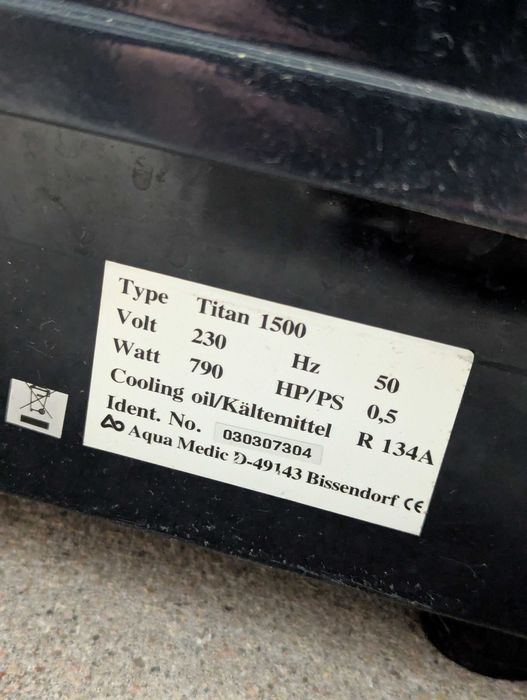 Type Titan 1500
Volt 230 Hz 50
Watt 790 HP/PS 0,5
Cooling oil/Kältemittel R 134A
Ident. No. 030307304
Aqua Medic D-49143 Bissendorf CE